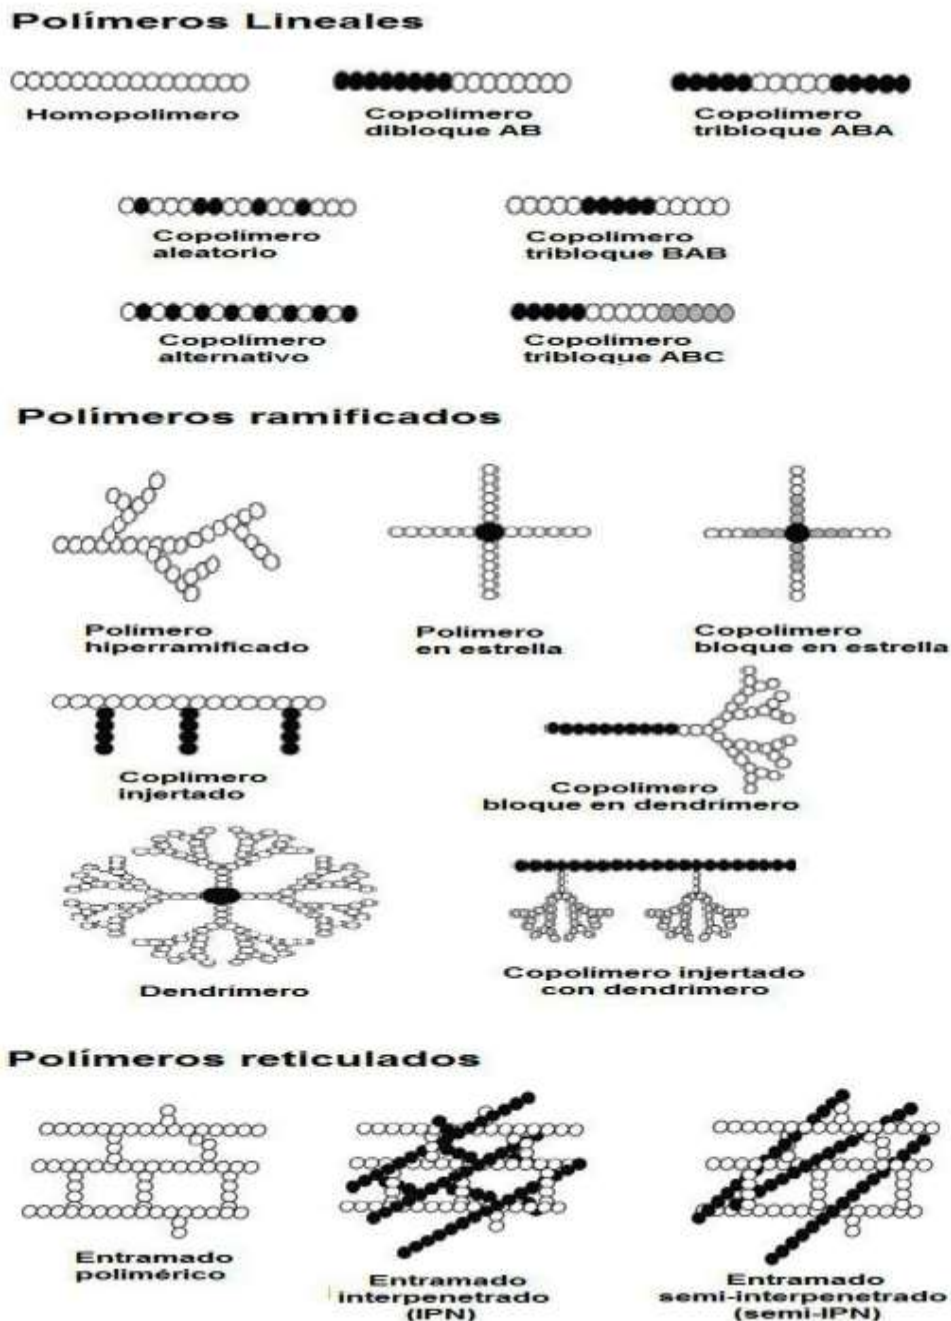 Polímeros Lineales
Homopolimero
Copolímero
dibloque AB
Copolímero
tribloque ABA
Copolímero
aleatorio
Copolímero
tribloque BAB
Copolímero
alternativo
Copolímero
tribloque ABC
Polímeros ramificados
Polímero
hiperramificado
Polímero
en estrella
Copolímero
bloque en estrella
Coplímero
injertado
Copolímero
bloque en dendrímero
Dendrímero
Copolímero injertado
con dendrímero
Polímeros reticulados
Entramado
polimérico
Entramado
interpenetrado
(IPN)
Entramado
semi-interpenetrado
(semi-IPN)